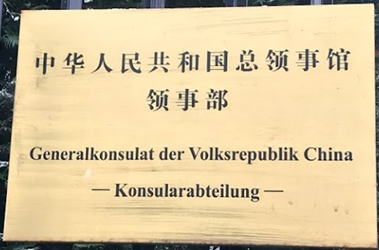 中华人民共和国总领事馆
领事部
Generalkonsulat der Volksrepublik China
— Konsularabteilung —